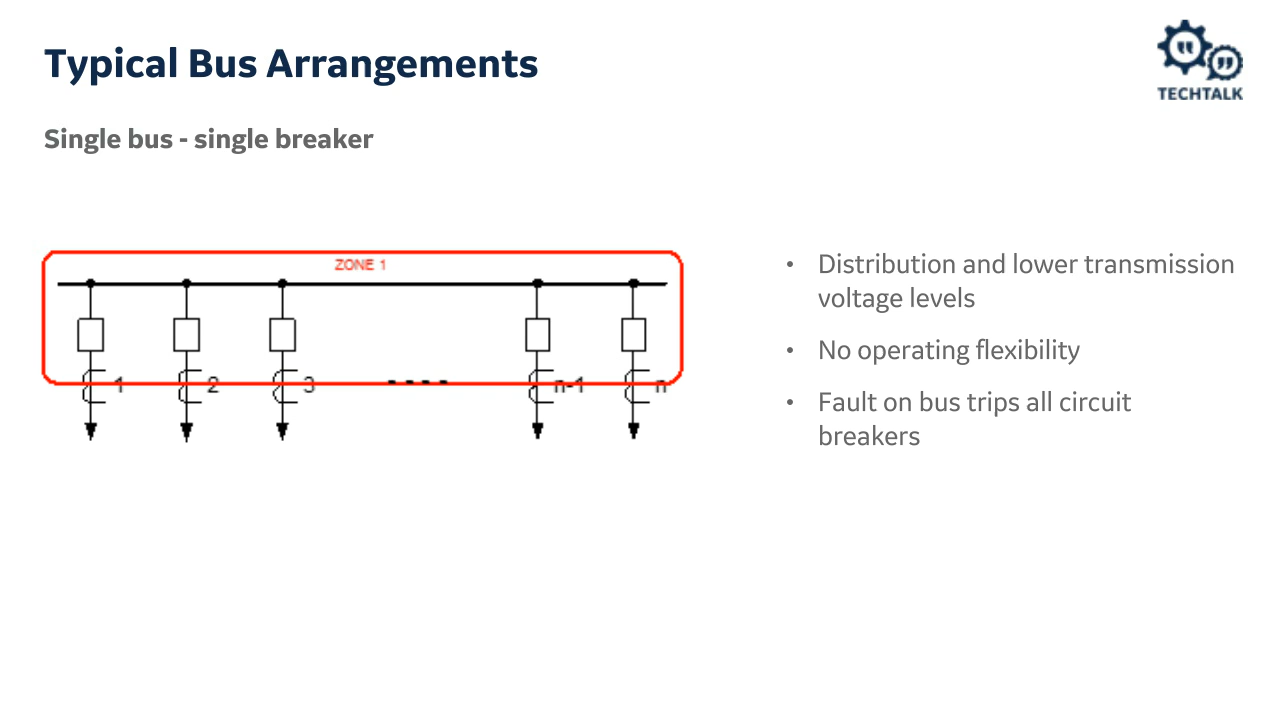 Typical Bus Arrangements
TECHTALK
Single bus - single breaker
ZONE 1
1 2 3 n-1 n
• Distribution and lower transmission
voltage levels
• No operating flexibility
• Fault on bus trips all circuit
breakers